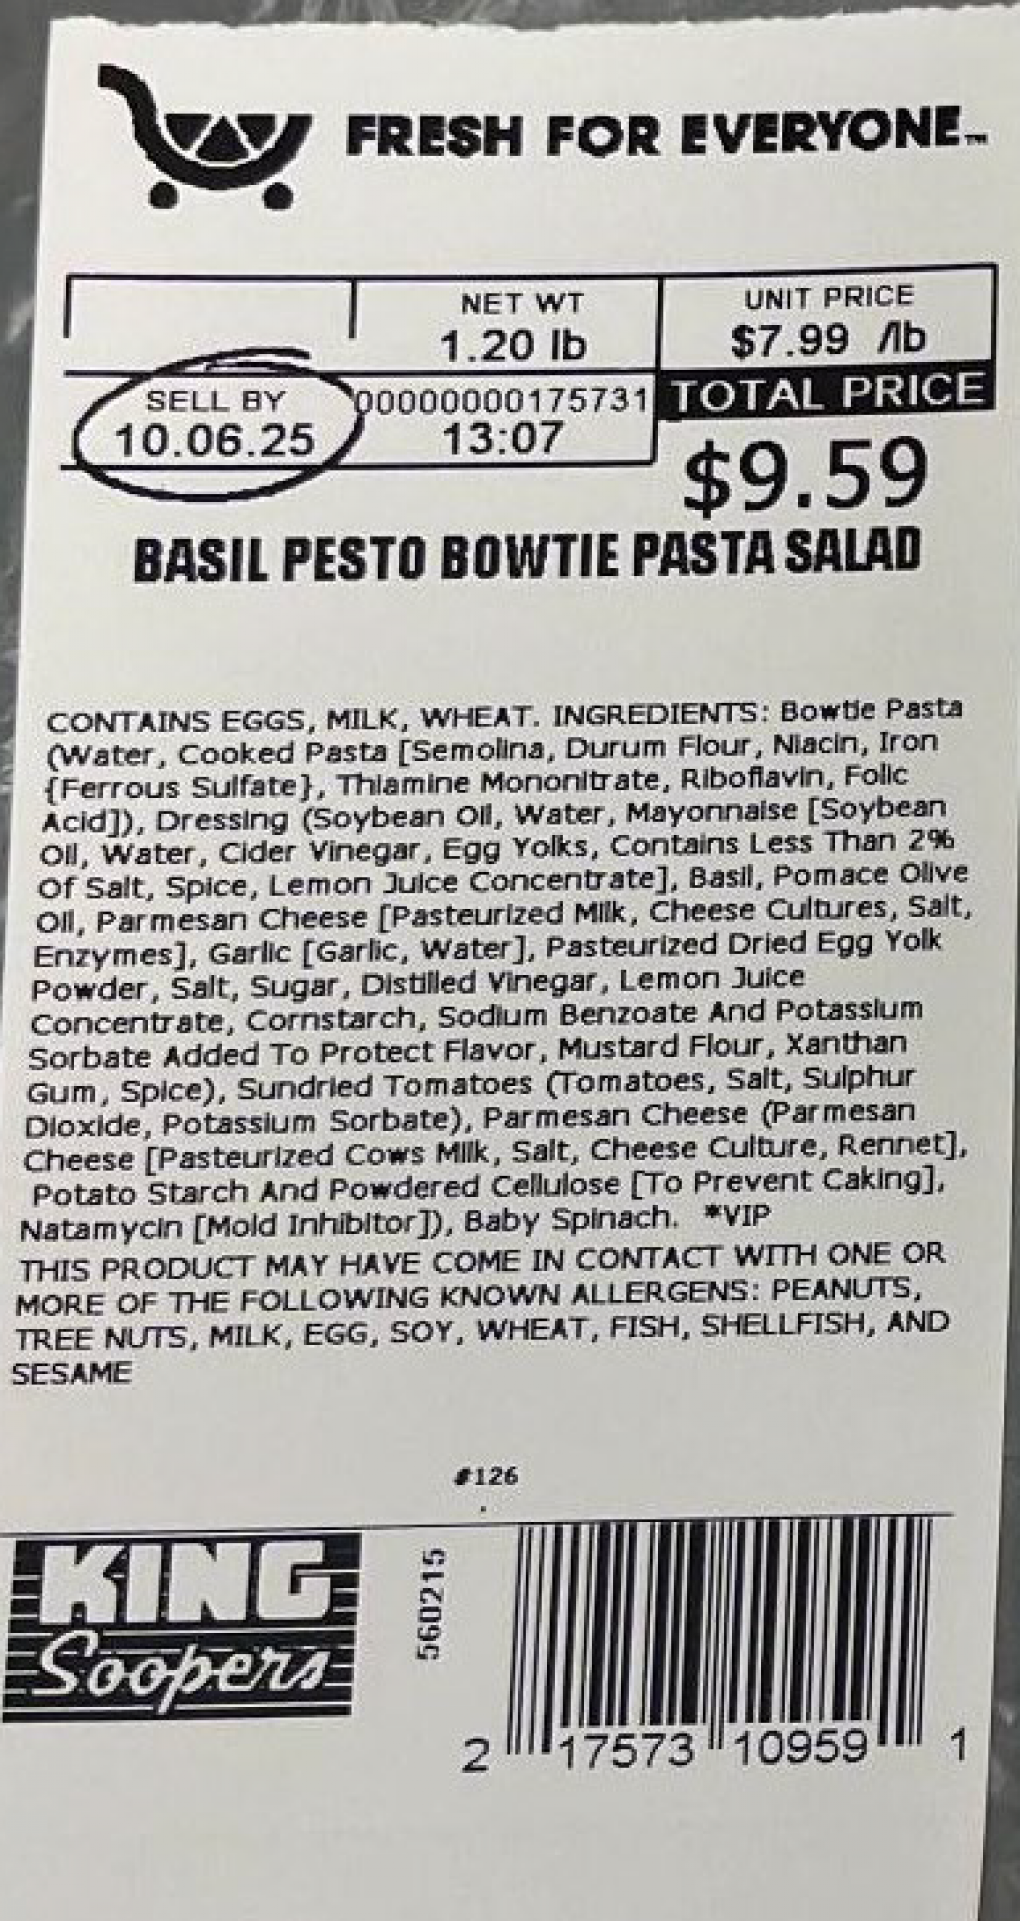 FRESH FOR EVERYONE™
NET WT
1.20 lb
UNIT PRICE
$7.99 /lb
SELL BY
10.06.25
00000000175731
13:07
TOTAL PRICE
$9.59
BASIL PESTO BOWTIE PASTA SALAD
CONTAINS EGGS, MILK, WHEAT. INGREDIENTS: Bowtie Pasta
(Water, Cooked Pasta [Semolina, Durum Flour, Niacin, Iron
{Ferrous Sulfate}, Thiamine Mononitrate, Riboflavin, Folic
Acid]), Dressing (Soybean Oil, Water, Mayonnaise [Soybean
Oil, Water, Cider Vinegar, Egg Yolks, Contains Less Than 2%
Of Salt, Spice, Lemon Juice Concentrate], Basil, Pomace Olive
Oil, Parmesan Cheese [Pasteurized Milk, Cheese Cultures, Salt,
Enzymes], Garlic [Garlic, Water], Pasteurized Dried Egg Yolk
Powder, Salt, Sugar, Distilled Vinegar, Lemon Juice
Concentrate, Cornstarch, Sodium Benzoate And Potassium
Sorbate Added To Protect Flavor, Mustard Flour, Xanthan
Gum, Spice), Sundried Tomatoes (Tomatoes, Salt, Sulphur
Dioxide, Potassium Sorbate), Parmesan Cheese (Parmesan
Cheese [Pasteurized Cows Milk, Salt, Cheese Culture, Rennet],
Potato Starch And Powdered Cellulose [To Prevent Caking],
Natamycin [Mold Inhibitor]), Baby Spinach. *VIP
THIS PRODUCT MAY HAVE COME IN CONTACT WITH ONE OR
MORE OF THE FOLLOWING KNOWN ALLERGENS: PEANUTS,
TREE NUTS, MILK, EGG, SOY, WHEAT, FISH, SHELLFISH, AND
SESAME
#126
KING
Soopers
560215
2 17573 10959 1